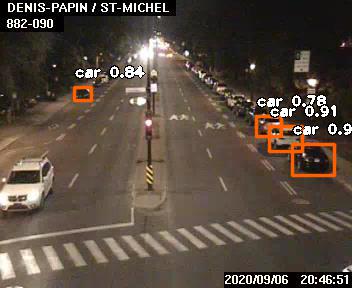 DENIS-PAPIN / ST-MICHEL
882-090
car 0.84
car 0.78
car 0.91
car 0.9
2020/09/06 20:46:51